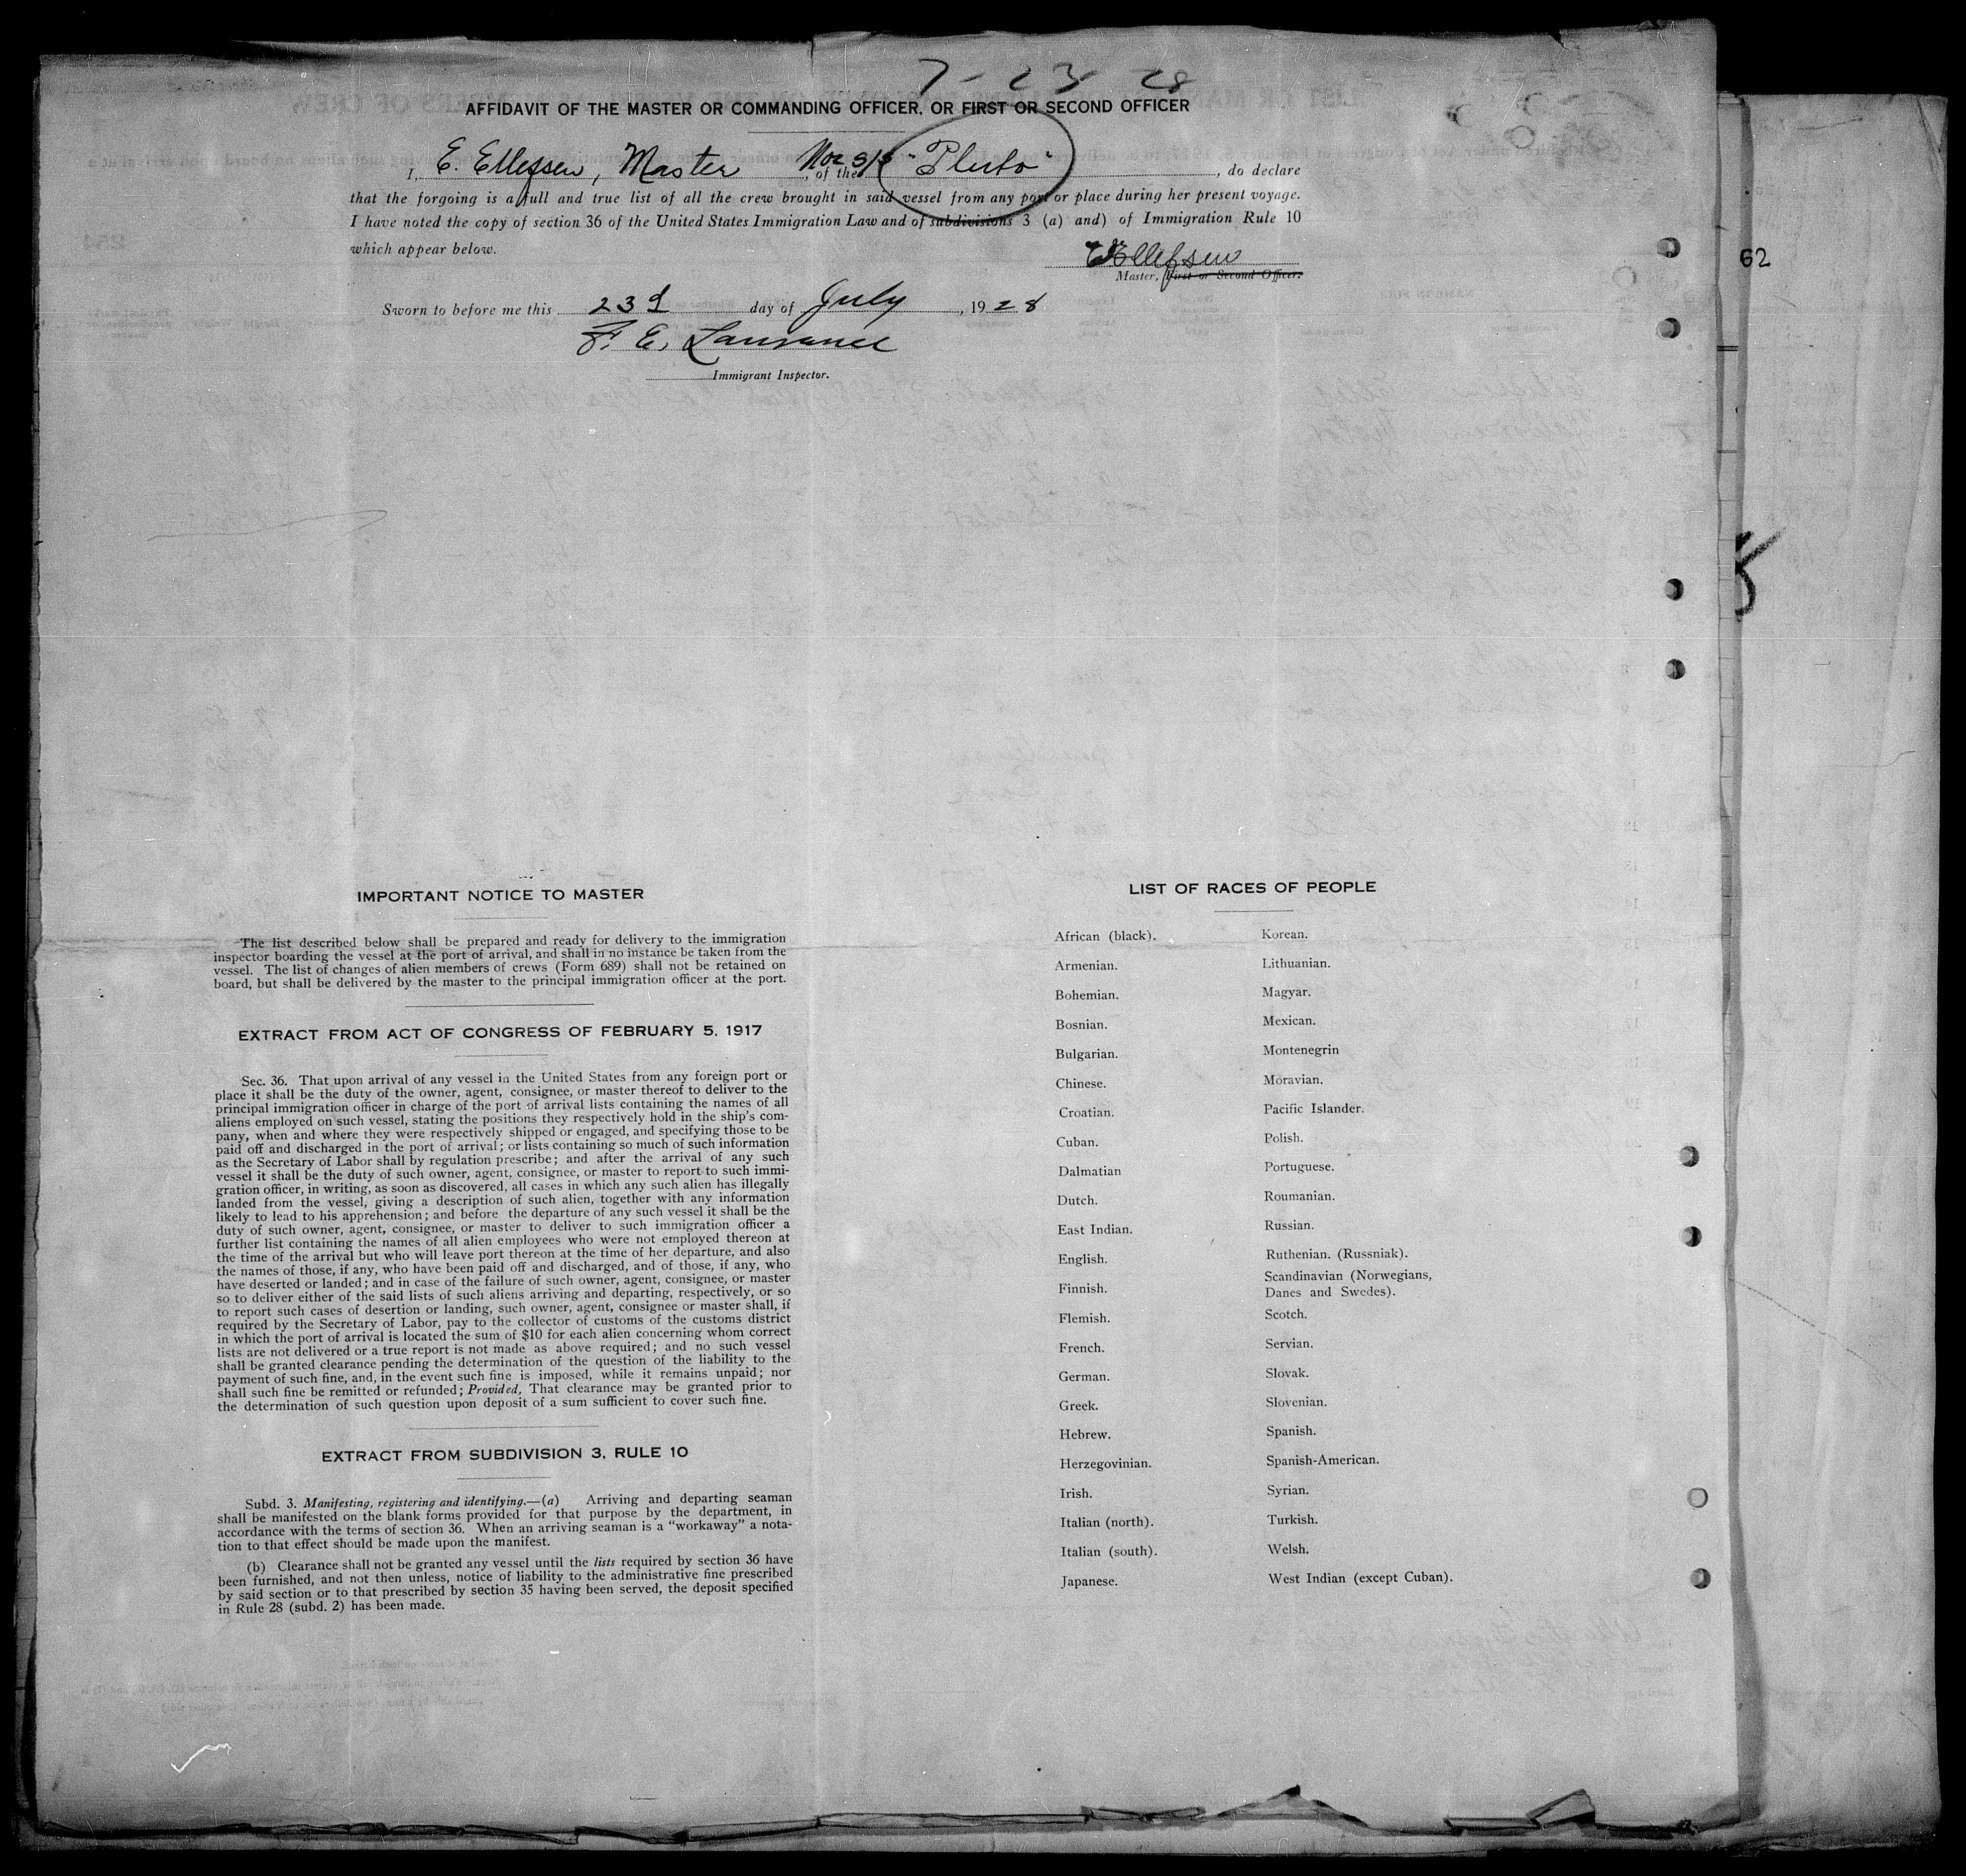 7-23 28
AFFIDAVIT OF THE MASTER OR COMMANDING OFFICER, OR FIRST OR SECOND OFFICER
I, E. Ellefsen, Master Nor s/s of the "Pluto", do declare
that the forgoing is a full and true list of all the crew brought in said vessel from any port or place during her present voyage.
I have noted the copy of section 36 of the United States Immigration Law and of subdivisions 3 (a) and) of Immigration Rule 10
which appear below.
E Ellefsen
Master, First or Second Officer.
Sworn to before me this 23d day of July, 1928
F. E. Lawrance
Immigrant Inspector.
62
IMPORTANT NOTICE TO MASTER
The list described below shall be prepared and ready for delivery to the immigration
inspector boarding the vessel at the port of arrival, and shall in no instance be taken from the
vessel. The list of changes of alien members of crews (Form 689) shall not be retained on
board, but shall be delivered by the master to the principal immigration officer at the port.
EXTRACT FROM ACT OF CONGRESS OF FEBRUARY 5, 1917
Sec. 36. That upon arrival of any vessel in the United States from any foreign port or
place it shall be the duty of the owner, agent, consignee, or master thereof to deliver to the
principal immigration officer in charge of the port of arrival lists containing the names of all
aliens employed on such vessel, stating the positions they respectively hold in the ship's com-
pany, when and where they were respectively shipped or engaged, and specifying those to be
paid off and discharged in the port of arrival; or lists containing so much of such information
as the Secretary of Labor shall by regulation prescribe; and after the arrival of any such
vessel it shall be the duty of such owner, agent, consignee, or master to report to such immi-
gration officer, in writing, as soon as discovered, all cases in which any such alien has illegally
landed from the vessel, giving a description of such alien, together with any information
likely to lead to his apprehension; and before the departure of any such vessel it shall be the
duty of such owner, agent, consignee, or master to deliver to such immigration officer a
further list containing the names of all alien employees who were not employed thereon at
the time of the arrival but who will leave port thereon at the time of her departure, and also
the names of those, if any, who have been paid off and discharged, and of those, if any, who
have deserted or landed; and in case of the failure of such owner, agent, consignee, or master
so to deliver either of the said lists of such aliens arriving and departing, respectively, or so
to report such cases of desertion or landing, such owner, agent, consignee or master shall, if
required by the Secretary of Labor, pay to the collector of customs of the customs district
in which the port of arrival is located the sum of $10 for each alien concerning whom correct
lists are not delivered or a true report is not made as above required; and no such vessel
shall be granted clearance pending the determination of the question of the liability to the
payment of such fine, and, in the event such fine is imposed, while it remains unpaid; nor
shall such fine be remitted or refunded; Provided, That clearance may be granted prior to
the determination of such question upon deposit of a sum sufficient to cover such fine.
EXTRACT FROM SUBDIVISION 3, RULE 10
Subd. 3. Manifesting, registering and identifying.—(a) Arriving and departing seaman
shall be manifested on the blank forms provided for that purpose by the department, in
accordance with the terms of section 36. When an arriving seaman is a "workaway" a nota-
tion to that effect should be made upon the manifest.
(b) Clearance shall not be granted any vessel until the lists required by section 36 have
been furnished, and not then unless, notice of liability to the administrative fine prescribed
by said section or to that prescribed by section 35 having been served, the deposit specified
in Rule 28 (subd. 2) has been made.
LIST OF RACES OF PEOPLE
African (black).
Armenian.
Bohemian.
Bosnian.
Bulgarian.
Chinese.
Croatian.
Cuban.
Dalmatian
Dutch.
East Indian.
English.
Finnish.
Flemish.
French.
German.
Greek.
Hebrew.
Herzegovinian.
Irish.
Italian (north).
Italian (south).
Japanese.
Korean.
Lithuanian.
Magyar.
Mexican.
Montenegrin
Moravian.
Pacific Islander.
Polish.
Portuguese.
Roumanian.
Russian.
Ruthenian. (Russniak).
Scandinavian (Norwegians,
Danes and Swedes).
Scotch.
Servian.
Slovak.
Slovenian.
Spanish.
Spanish-American.
Syrian.
Turkish.
Welsh.
West Indian (except Cuban).